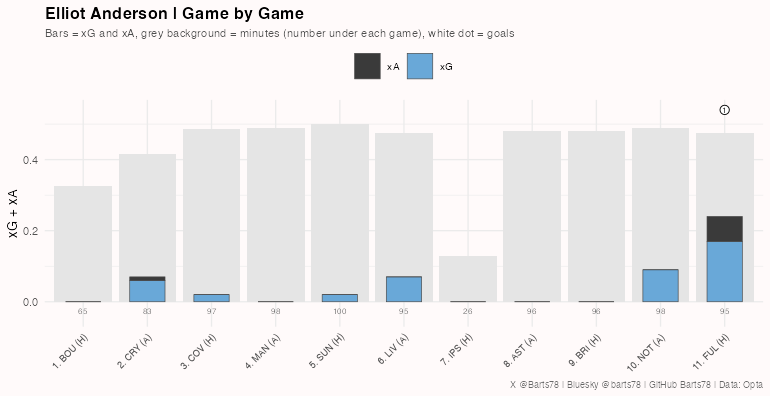 Elliot Anderson | Game by Game
Bars = xG and xA, grey background = minutes (number under each game), white dot = goals
xA xG
1
xG + xA
0.4
0.2
0.0
65 83 97 98 100 95 26 96 96 98 95
1. BOU (H) 2. CRY (A) 3. COV (H) 4. MAN (A) 5. SUN (H) 6. LIV (A) 7. IPS (H) 8. AST (A) 9. BRI (H) 10. NOT (A) 11. FUL (H)
X @Barts78 | Bluesky @barts78 | GitHub Barts78 | Data: Opta